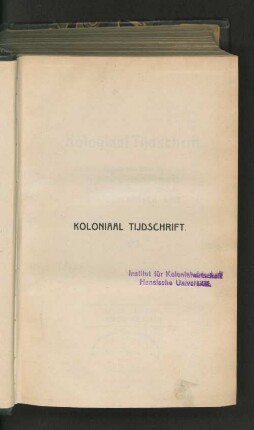 KOLONIAAL TIJDSCHRIFT.
Institut für Kolonialwirtschaft
Hansische Universität